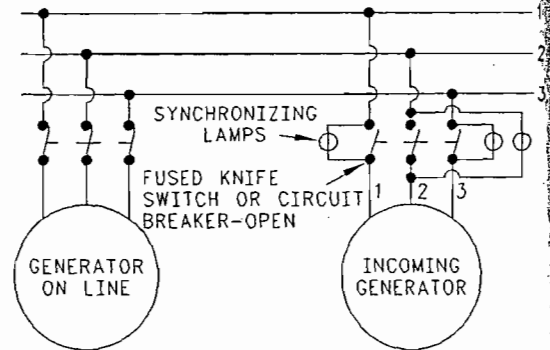 1
2
3
SYNCHRONIZING
LAMPS
FUSED KNIFE
SWITCH OR CIRCUIT
BREAKER-OPEN
1 2 3
GENERATOR
ON LINE
INCOMING
GENERATOR